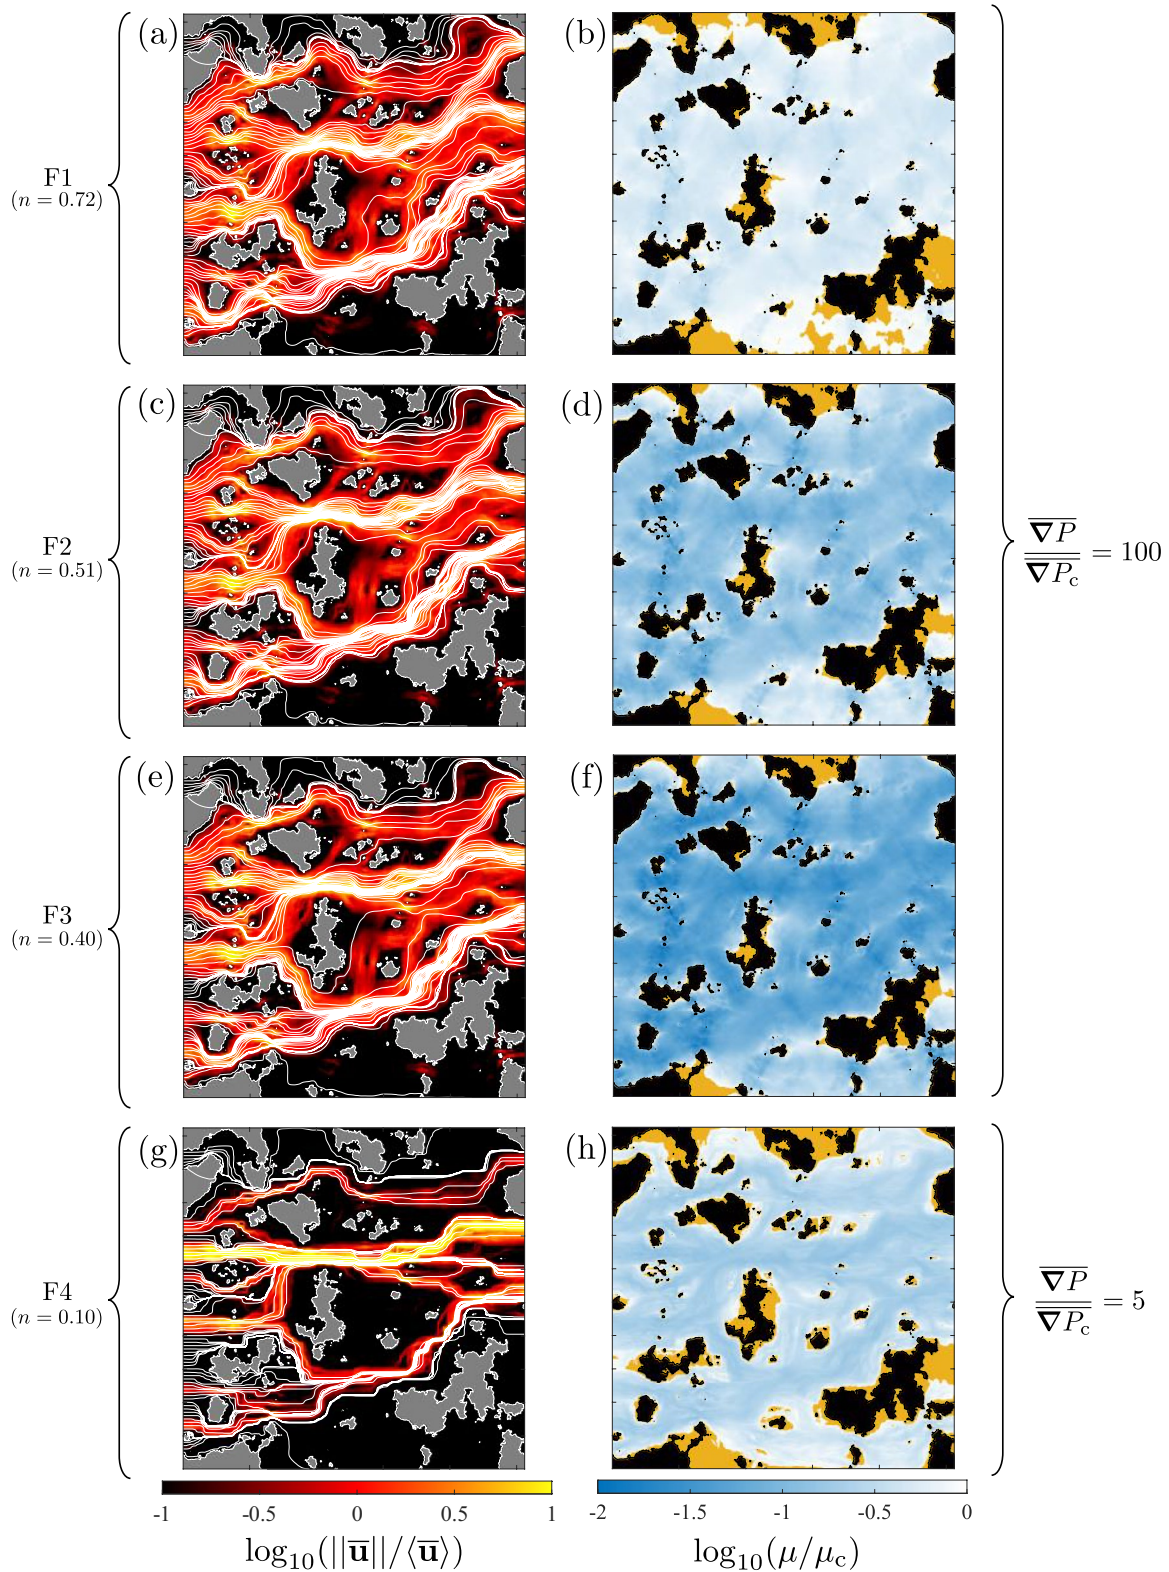 (a)
(b)
F1
(n = 0.72)
(c)
(d)
F2
(n = 0.51)
∇P / ∇P_c = 100
(e)
(f)
F3
(n = 0.40)
(g)
(h)
F4
(n = 0.10)
∇P / ∇P_c = 5
-1 -0.5 0 0.5 1
-2 -1.5 -1 -0.5 0
log₁₀(||u̅||/⟨u̅⟩)
log₁₀(μ/μ_c)